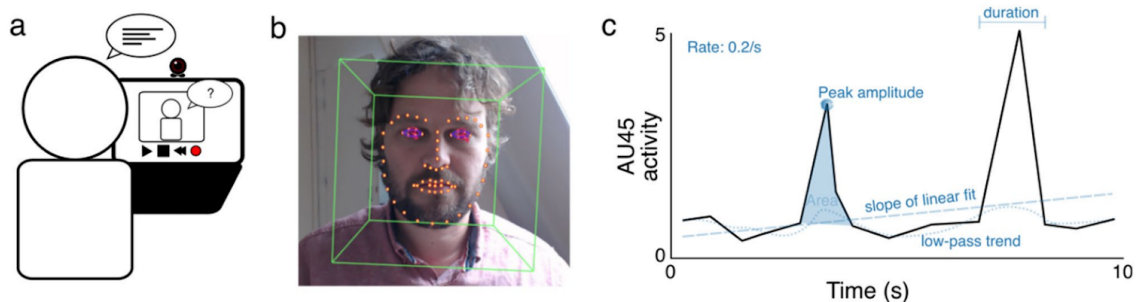 a
?
b
c
5
duration
Rate: 0.2/s
Peak amplitude
AU45
activity
Area
slope of linear fit
low-pass trend
0
0
10
Time (s)